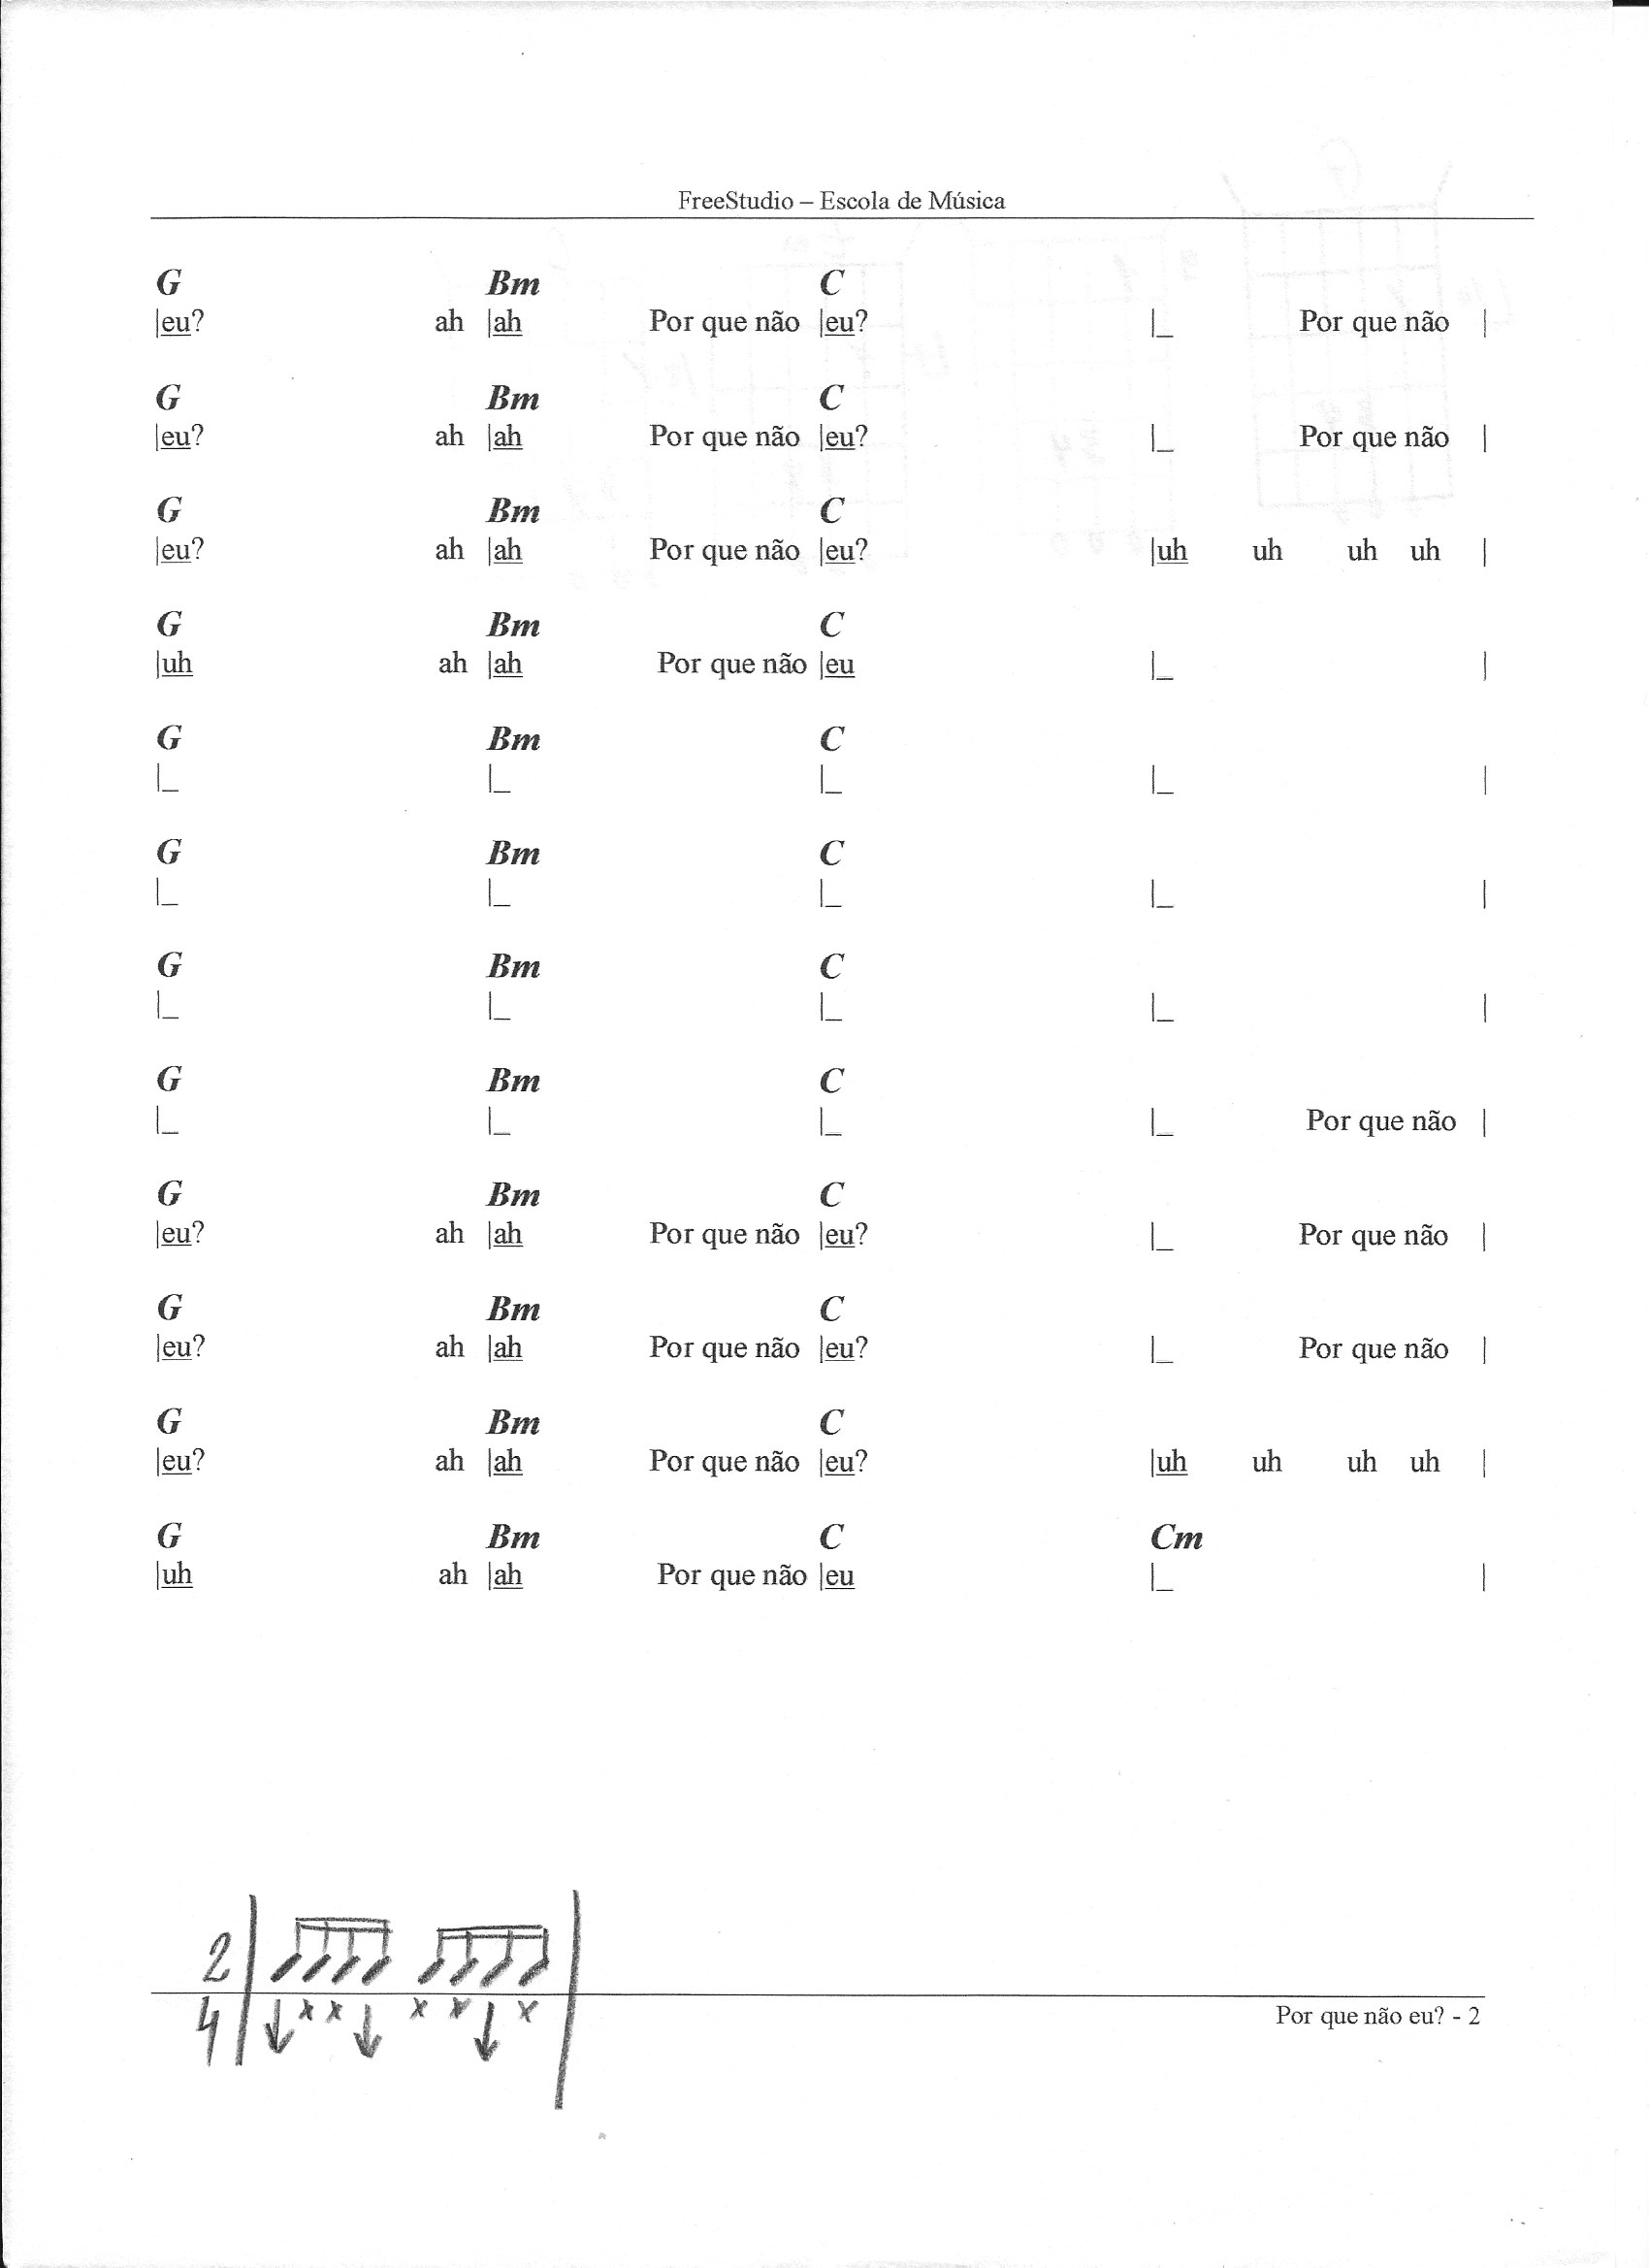 FreeStudio – Escola de Música
G Bm C
|eu? ah |ah Por que não |eu? |_ Por que não |
G Bm C
|eu? ah |ah Por que não |eu? |_ Por que não |
G Bm C
|eu? ah |ah Por que não |eu? |uh uh uh uh |
G Bm C
|uh ah |ah Por que não |eu |_ |
G Bm C
|_ |_ |_ |_ |
G Bm C
|_ |_ |_ |_ |
G Bm C
|_ |_ |_ |_ |
G Bm C
|_ |_ |_ |_ Por que não |
G Bm C
|eu? ah |ah Por que não |eu? |_ Por que não |
G Bm C
|eu? ah |ah Por que não |eu? |_ Por que não |
G Bm C
|eu? ah |ah Por que não |eu? |uh uh uh uh |
G Bm C Cm
|uh ah |ah Por que não |eu |_ |
2
4 ↓ x x ↓ x x ↓ x
Por que não eu? - 2